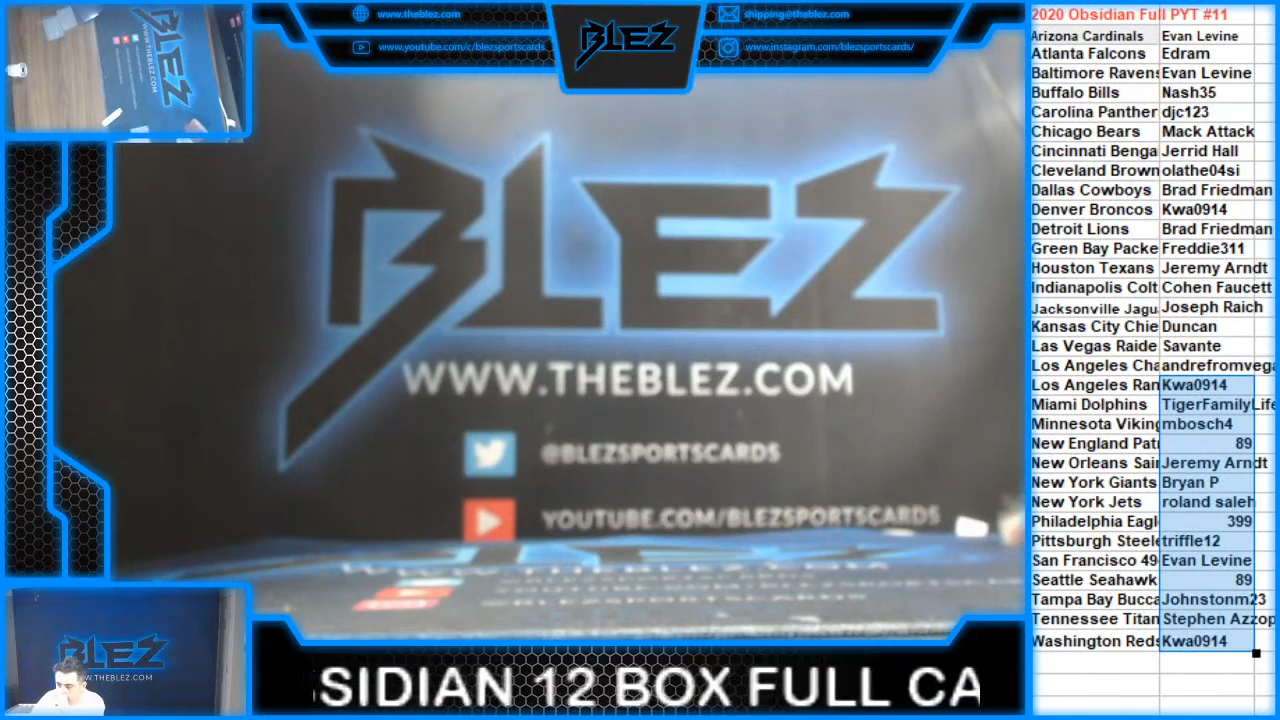 www.theblez.com
www.youtube.com/c/blezsportscards
BLEZ
shipping@theblez.com
www.instagram.com/blezsportscards/
BLEZ
WWW.THEBLEZ.COM
BLEZ
WWW.THEBLEZ.COM
@BLEZSPORTSCARDS
YOUTUBE.COM/BLEZSPORTSCARDS
BLEZ
WW.THEBLEZ.COM
SIDIAN 12 BOX FULL CA
2020 Obsidian Full PYT #11
Arizona Cardinals Evan Levine
Atlanta Falcons Edram
Baltimore Ravens Evan Levine
Buffalo Bills Nash35
Carolina Panther djc123
Chicago Bears Mack Attack
Cincinnati Benga Jerrid Hall
Cleveland Brown olathe04si
Dallas Cowboys Brad Friedman
Denver Broncos Kwa0914
Detroit Lions Brad Friedman
Green Bay Packe Freddie311
Houston Texans Jeremy Arndt
Indianapolis Colt Cohen Faucett
Jacksonville Jagu Joseph Raich
Kansas City Chie Duncan
Las Vegas Raide Savante
Los Angeles Cha andrefromvega
Los Angeles Ran Kwa0914
Miami Dolphins TigerFamilyLife
Minnesota Viking mbosch4
New England Pat 89
New Orleans Sai Jeremy Arndt
New York Giants Bryan P
New York Jets roland saleh
Philadelphia Eagl 399
Pittsburgh Steele triffle12
San Francisco 49 Evan Levine
Seattle Seahawk 89
Tampa Bay Bucca Johnstonm23
Tennessee Titan Stephen Azzop
Washington Reds Kwa0914